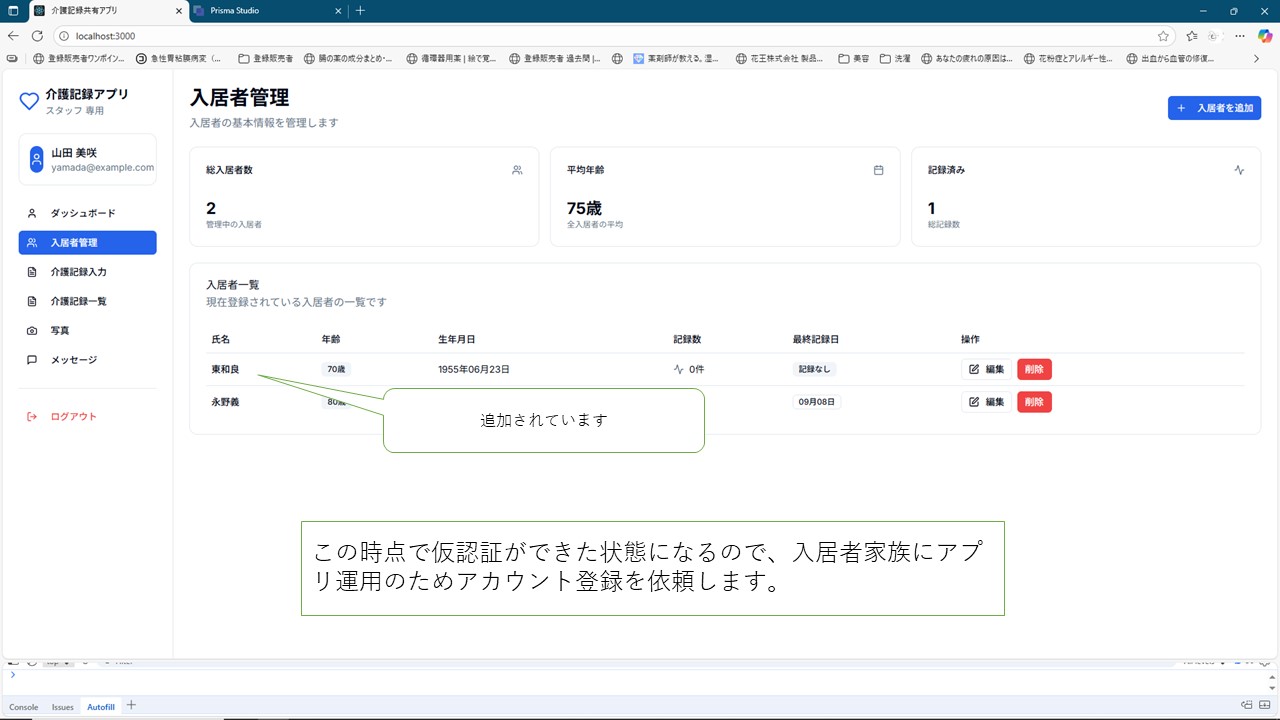 介護記録共有アプリ
Prisma Studio
localhost:3000
登録販売者ワンポイン...
急性胃粘膜病変（...
登録販売者
腸の薬の成分まとめ-...
循環器用薬 | 絵で覚...
登録販売者 過去問 |...
薬剤師が教える。湿...
花王株式会社 製品...
美容
洗濯
あなたの疲れの原因は...
花粉症とアレルギー性...
出血から血管の修復...
介護記録アプリ
スタッフ 専用
山田 美咲
yamada@example.com
ダッシュボード
入居者管理
介護記録入力
介護記録一覧
写真
メッセージ
ログアウト
入居者管理
入居者の基本情報を管理します
+ 入居者を追加
総入居者数
2
管理中の入居者
平均年齢
75歳
全入居者の平均
記録済み
1
総記録数
入居者一覧
現在登録されている入居者の一覧です
氏名 年齢 生年月日 記録数 最終記録日 操作
東和良 70歳 1955年06月23日 0件 記録なし 編集 削除
永野義 80歳 09月08日 編集 削除
追加されています
この時点で仮認証ができた状態になるので、入居者家族にアプ
リ運用のためアカウント登録を依頼します。
Console Issues Autofill